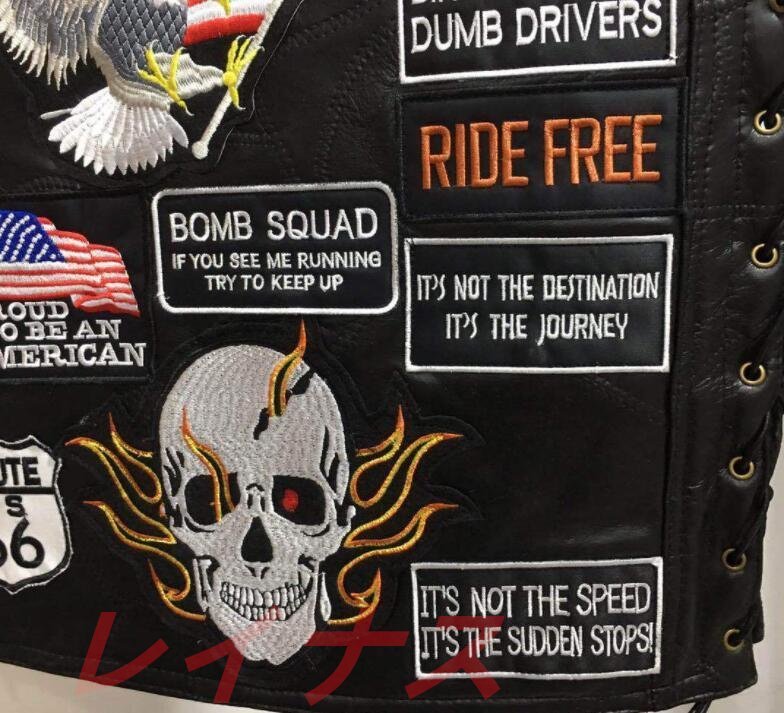 DUMB DRIVERS
RIDE FREE
BOMB SQUAD
IF YOU SEE ME RUNNING
TRY TO KEEP UP
IT'S NOT THE DESTINATION
IT'S THE JOURNEY
ROUD
O BE AN
MERICAN
UTE
S
66
IT'S NOT THE SPEED
IT'S THE SUDDEN STOPS!
レイナス